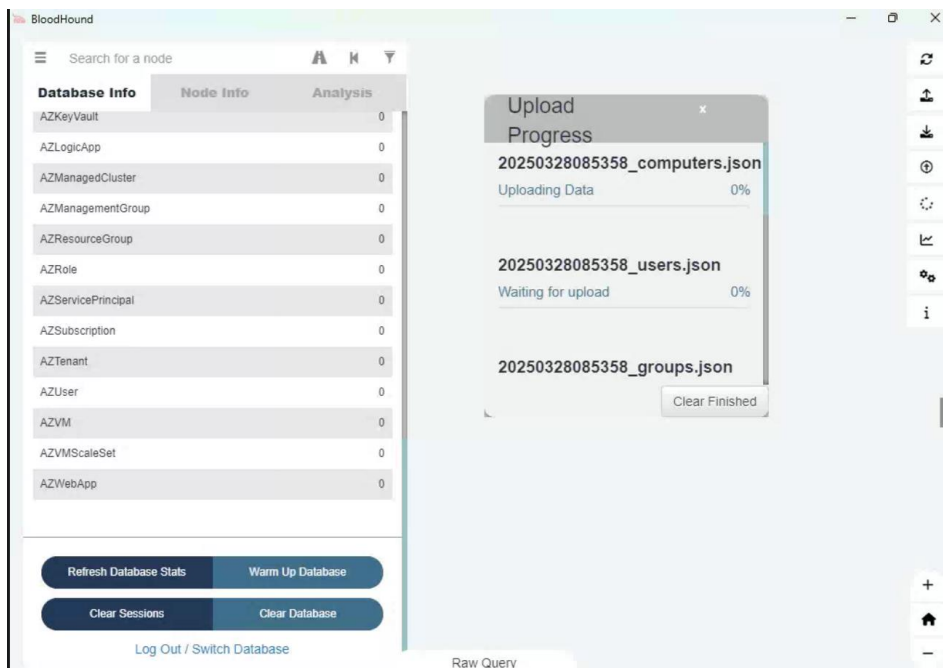 BloodHound
Search for a node
Database Info Node Info Analysis
AZKeyVault 0
AZLogicApp 0
AZManagedCluster 0
AZManagementGroup 0
AZResourceGroup 0
AZRole 0
AZServicePrincipal 0
AZSubscription 0
AZTenant 0
AZUser 0
AZVM 0
AZVMScaleSet 0
AZWebApp 0
Refresh Database Stats Warm Up Database
Clear Sessions Clear Database
Log Out / Switch Database
Upload Progress x
20250328085358_computers.json
Uploading Data 0%
20250328085358_users.json
Waiting for upload 0%
20250328085358_groups.json
Clear Finished
Raw Query